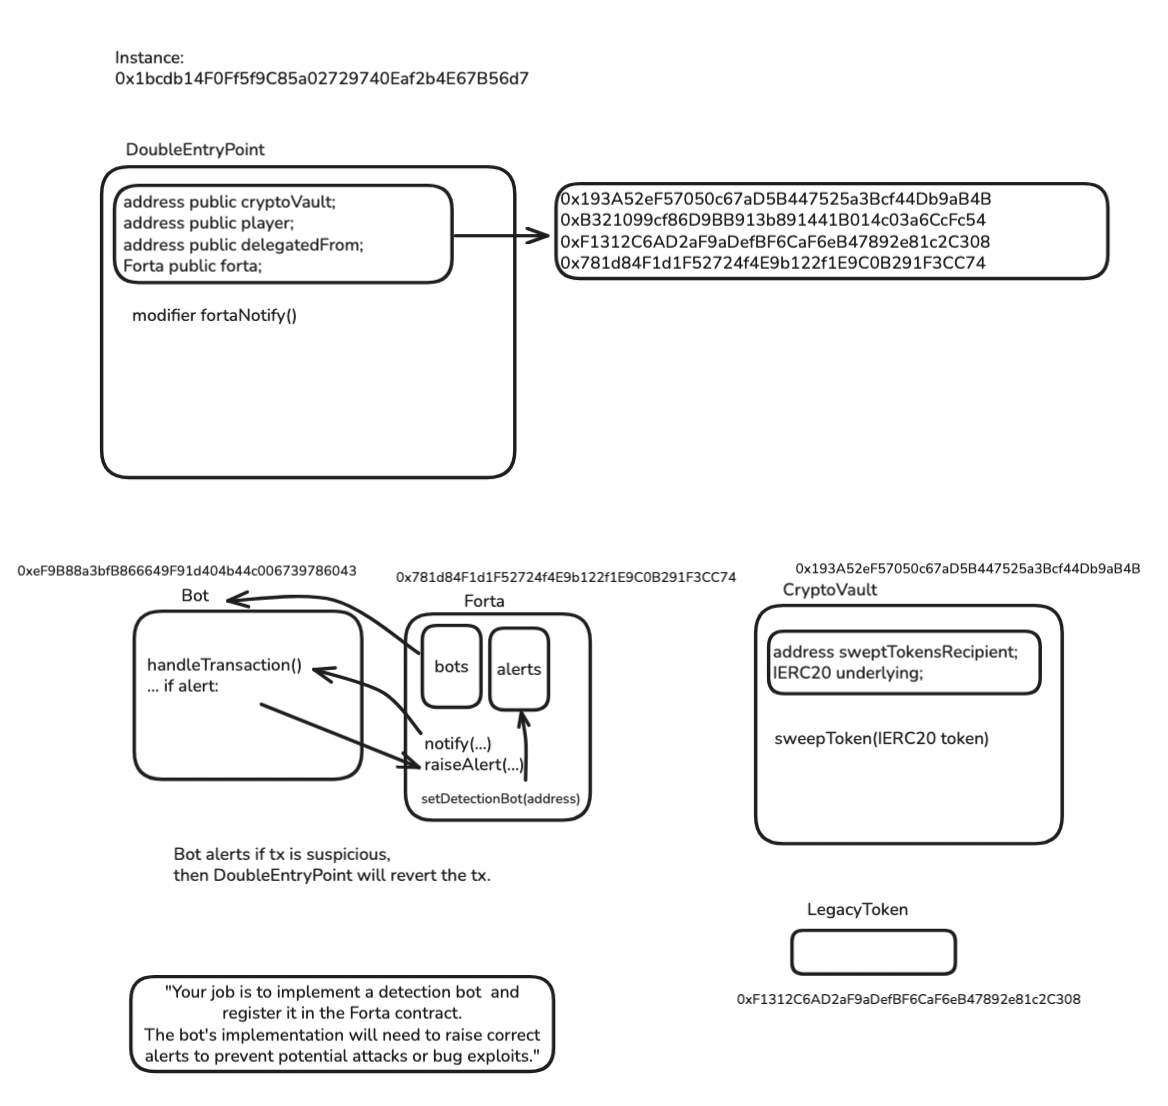 Instance:
0x1bcdb14F0Ff5f9C85a02729740Eaf2b4E67B56d7
DoubleEntryPoint
address public cryptoVault;
address public player;
address public delegatedFrom;
Forta public forta;
modifier fortaNotify()
0x193A52eF57050c67aD5B447525a3Bcf44Db9aB4B
0xB321099cf86D9BB913b891441B014c03a6CcFc54
0xF1312C6AD2aF9aDefBF6CaF6eB47892e81c2C308
0x781d84F1d1F52724f4E9b122f1E9C0B291F3CC74
0xeF9B88a3bfB866649F91d404b44c006739786043
Bot
handleTransaction()
... if alert:
0x781d84F1d1F52724f4E9b122f1E9C0B291F3CC74
Forta
bots
alerts
notify(...)
raiseAlert(...)
setDetectionBot(address)
Bot alerts if tx is suspicious,
then DoubleEntryPoint will revert the tx.
0x193A52eF57050c67aD5B447525a3Bcf44Db9aB4B
CryptoVault
address sweptTokensRecipient;
IERC20 underlying;
sweepToken(IERC20 token)
LegacyToken
0xF1312C6AD2aF9aDefBF6CaF6eB47892e81c2C308
"Your job is to implement a detection bot  and
register it in the Forta contract.
The bot's implementation will need to raise correct
alerts to prevent potential attacks or bug exploits."